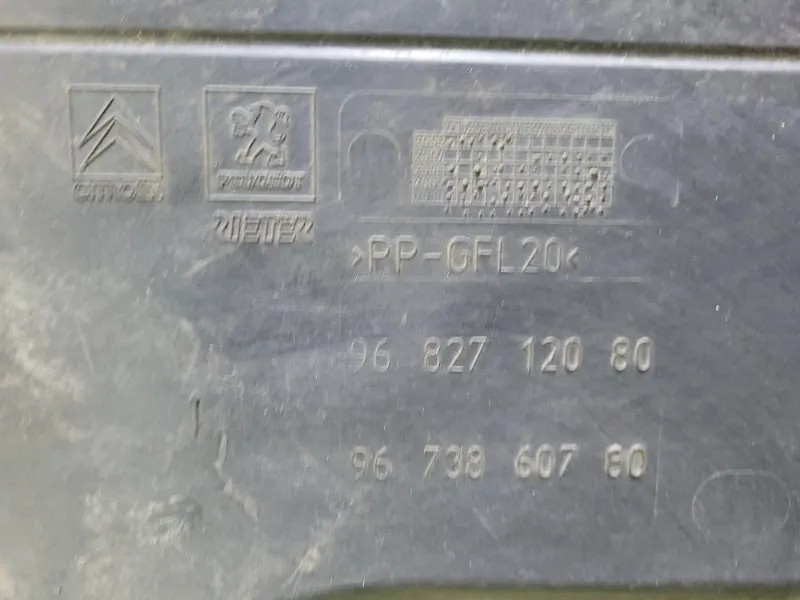 CITROËN
PEUGEOT
RIETER
>PP-GFL20<
96 827 120 80
96 738 607 80